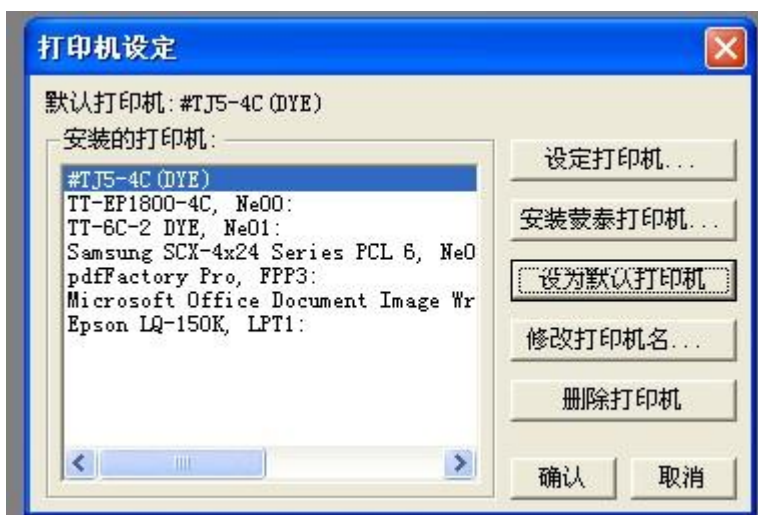 打印机设定
默认打印机:#TJ5-4C(DYE)
安装的打印机:
#TJ5-4C(DYE)
TT-EP1800-4C, Ne00:
TT-6C-2 DYE, Ne01:
Samsung SCX-4x24 Series PCL 6, Ne0
pdfFactory Pro, FPP3:
Microsoft Office Document Image Wr
Epson LQ-150K, LPT1:
设定打印机...
安装蒙泰打印机...
设为默认打印机
修改打印机名...
删除打印机
确认
取消